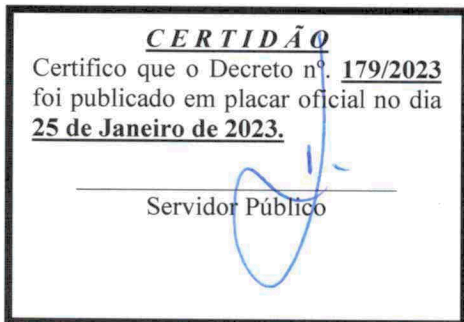 CERTIDÃO
Certifico que o Decreto nº. 179/2023
foi publicado em placar oficial no dia
25 de Janeiro de 2023.
Servidor Público